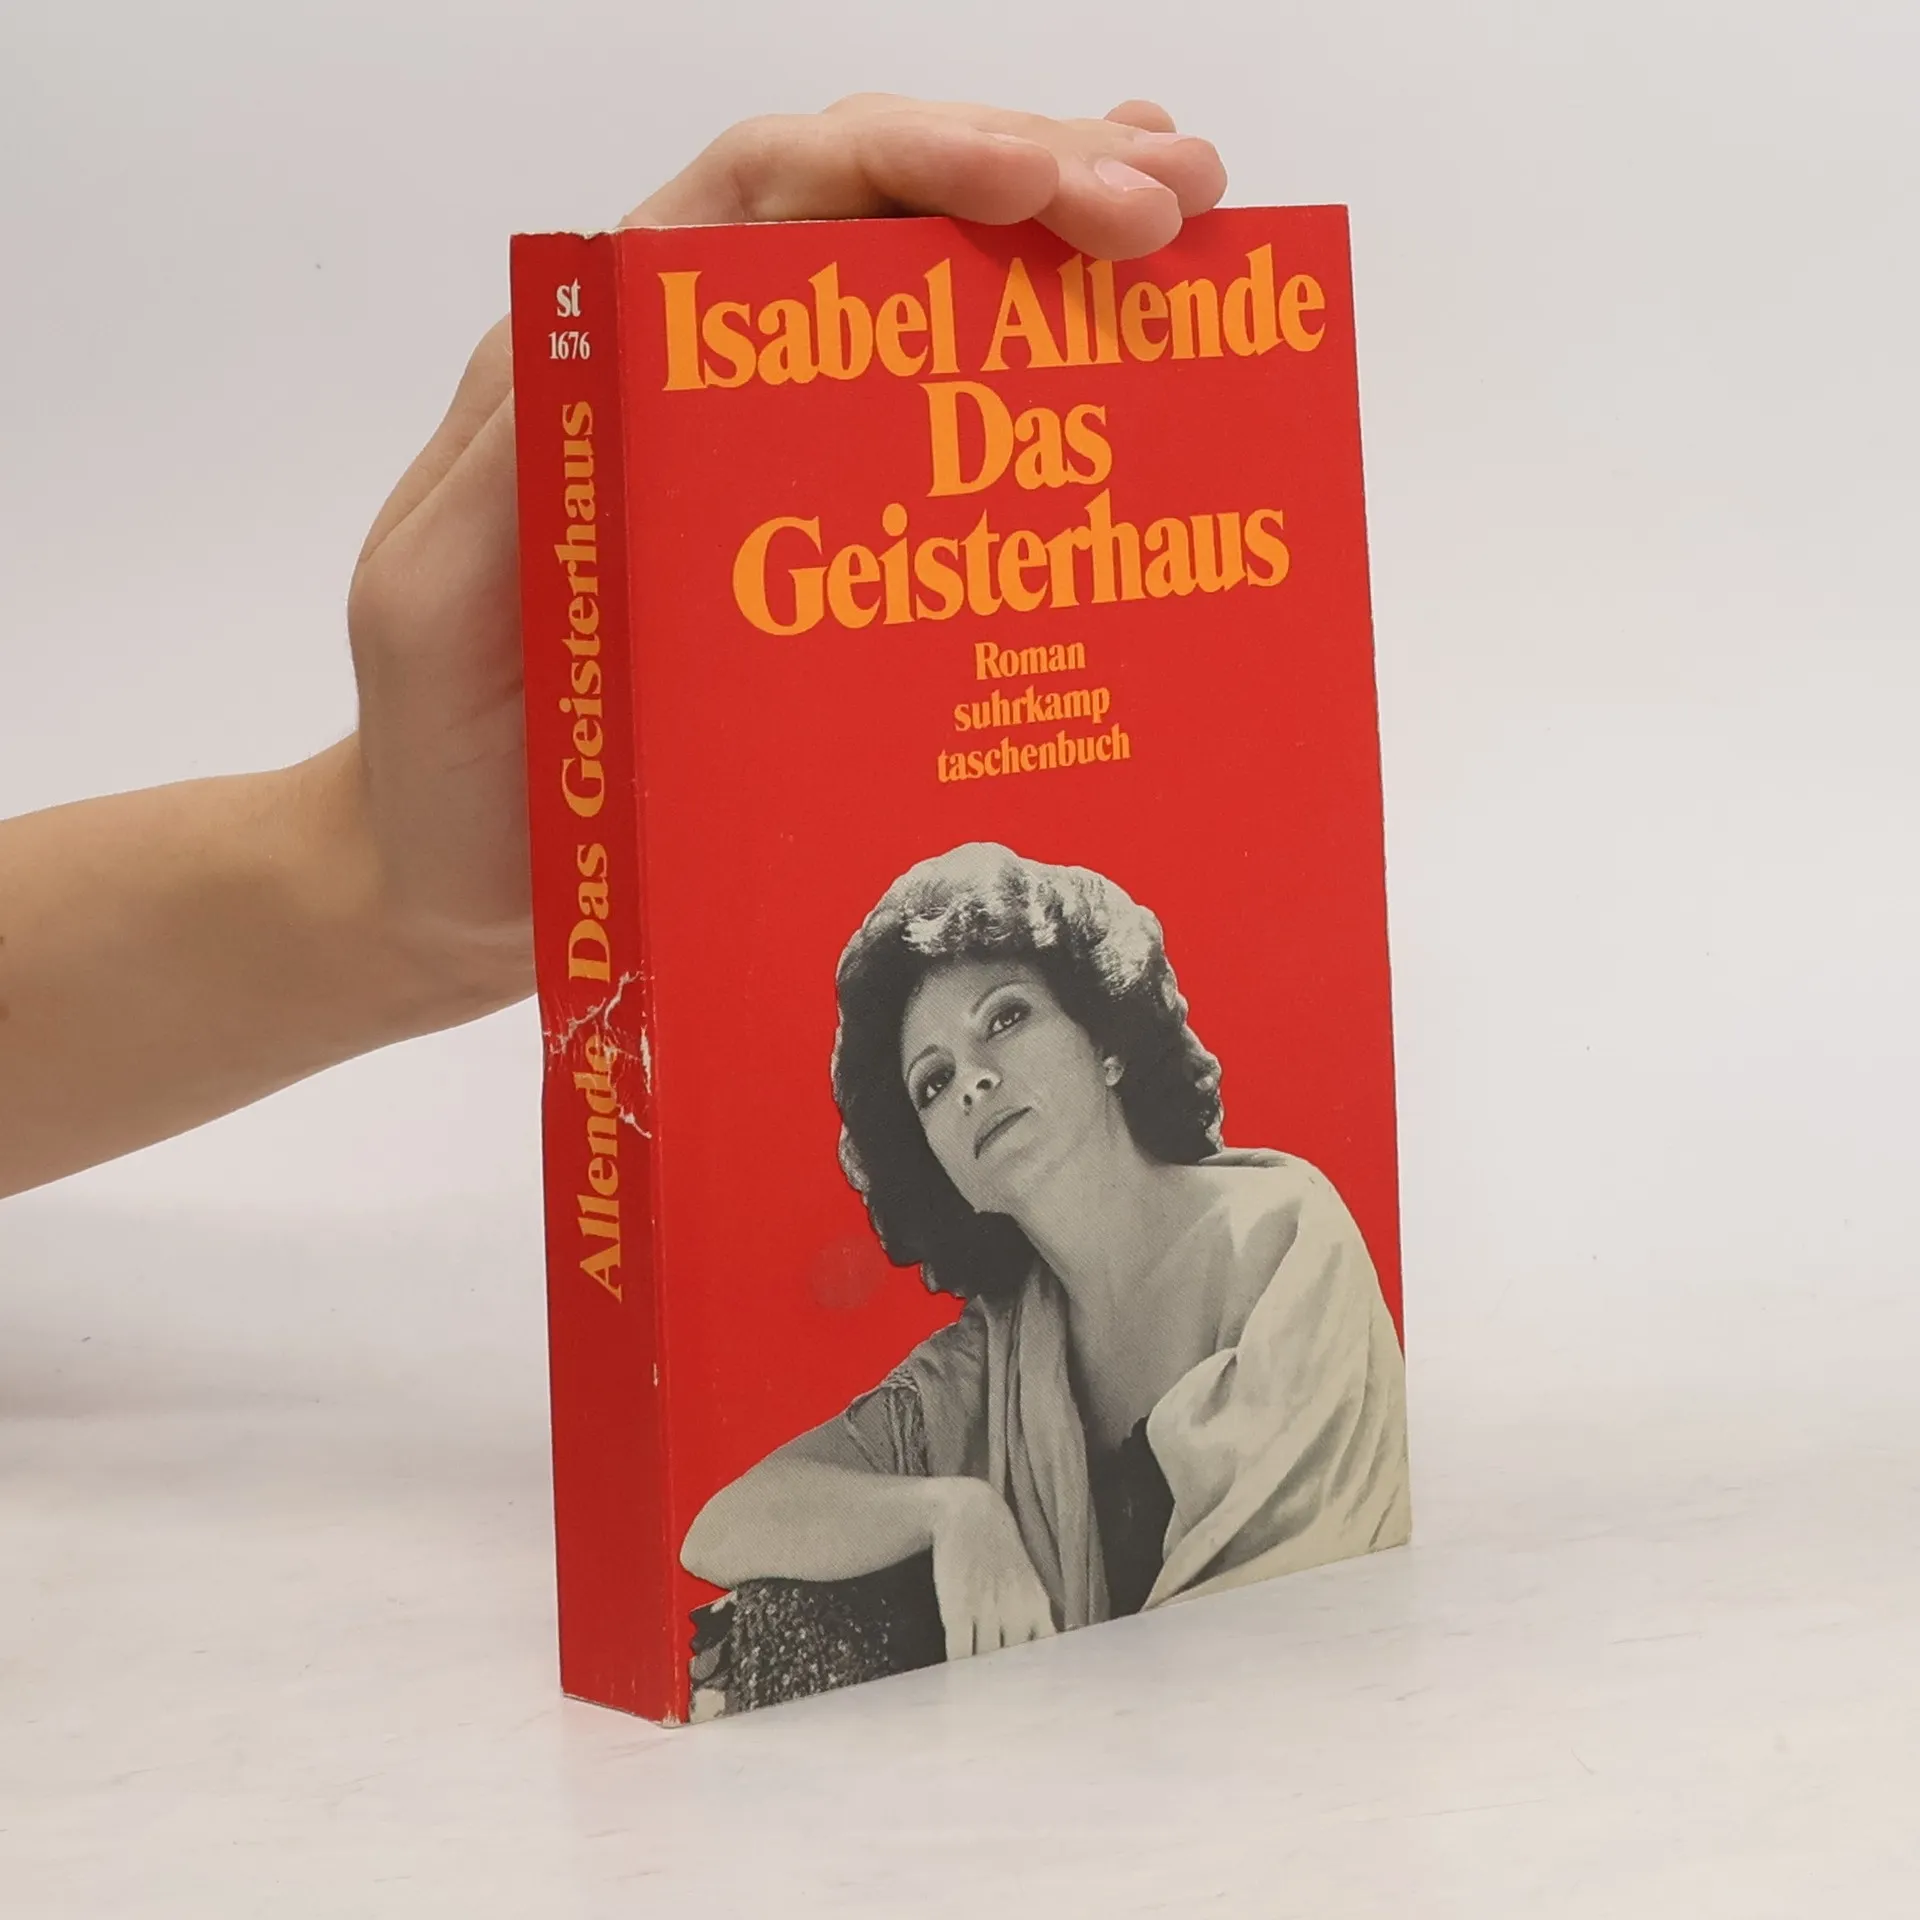 st
1676
Allende Das Geisterhaus
Isabel Allende
Das
Geisterhaus
Roman
suhrkamp
taschenbuch